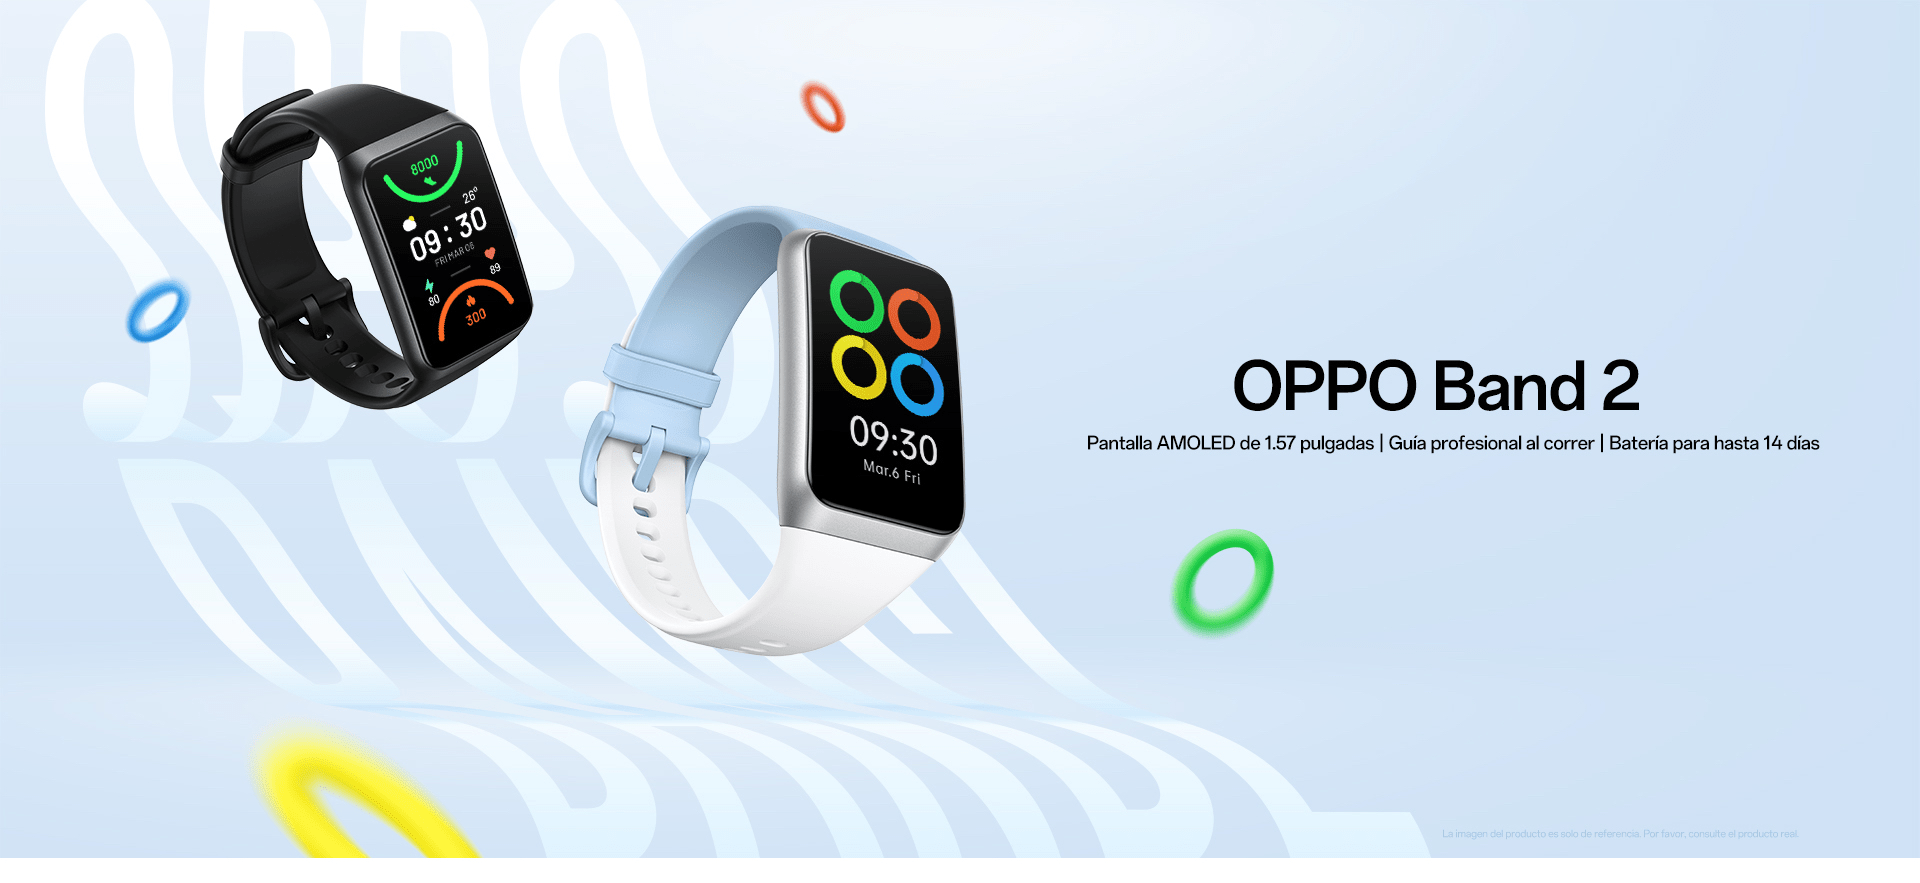 8000
26°
09:30
FRI MAR 06
89
80
300
09:30
Mar.6 Fri
OPPO Band 2
Pantalla AMOLED de 1.57 pulgadas | Guía profesional al correr | Batería para hasta 14 días
La imagen del producto es solo de referencia. Por favor, consulte el producto real.